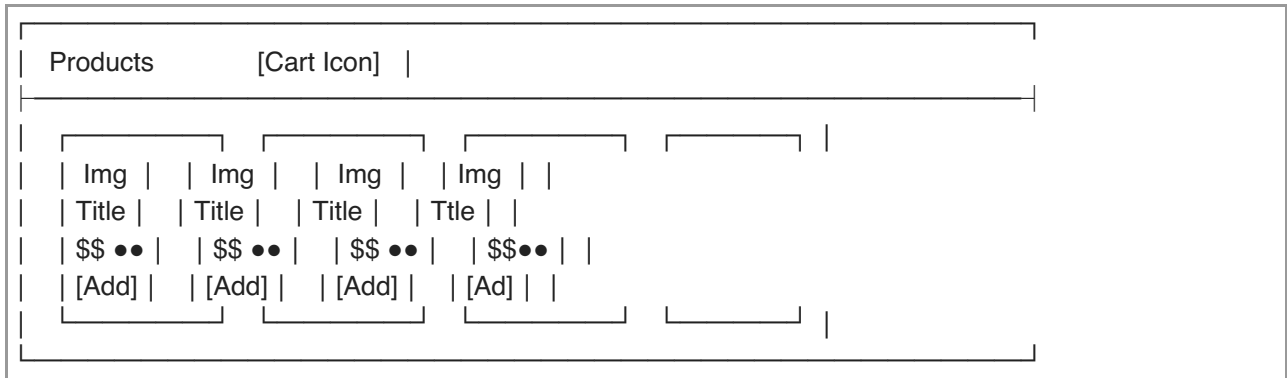 Products [Cart Icon] |
| | Img | | Img | | Img | | Img | |
| | Title | | Title | | Title | | Ttle | |
| | $$ ●● | | $$ ●● | | $$ ●● | | $$●● | |
| | [Add] | | [Add] | | [Add] | | [Ad] | |